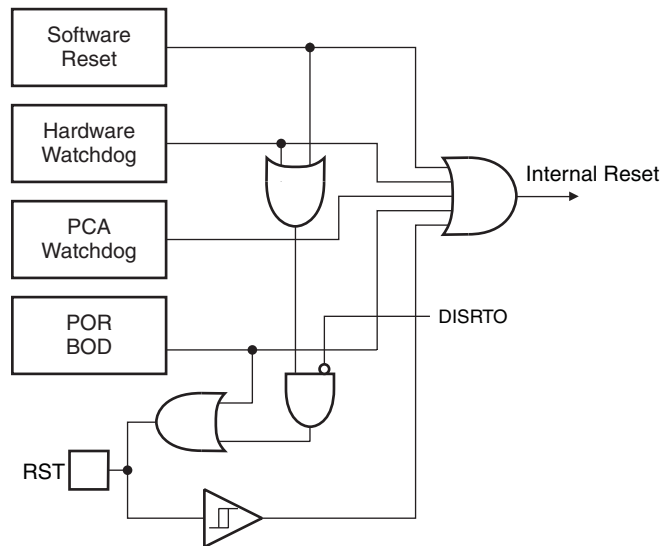 Software
Reset
Hardware
Watchdog
Internal Reset
PCA
Watchdog
POR
BOD
DISRTO
RST